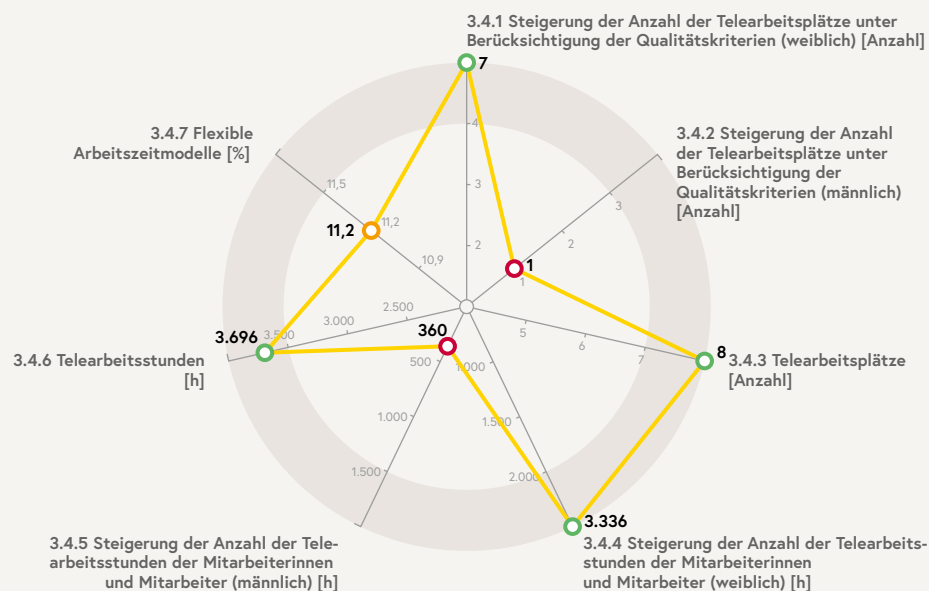 3.4.1 Steigerung der Anzahl der Telearbeitsplätze unter
Berücksichtigung der Qualitätskriterien (weiblich) [Anzahl]
7
4
3
2
3.4.2 Steigerung der Anzahl
der Telearbeitsplätze unter
Berücksichtigung der
Qualitätskriterien (männlich)
[Anzahl]
3
2
1
1
3.4.7 Flexible
Arbeitszeitmodelle [%]
11,5
11,2
11,2
10,9
3.4.3 Telearbeitsplätze
[Anzahl]
8
5
6
7
3.4.6 Telearbeitsstunden
[h]
3.696
3.500
3.000
2.500
360
500
1.000
1.500
1.000
1.500
2.000
3.336
3.4.5 Steigerung der Anzahl der Tele-
arbeitsstunden der Mitarbeiterinnen
und Mitarbeiter (männlich) [h]
3.4.4 Steigerung der Anzahl der Telearbeits-
stunden der Mitarbeiterinnen
und Mitarbeiter (weiblich) [h]